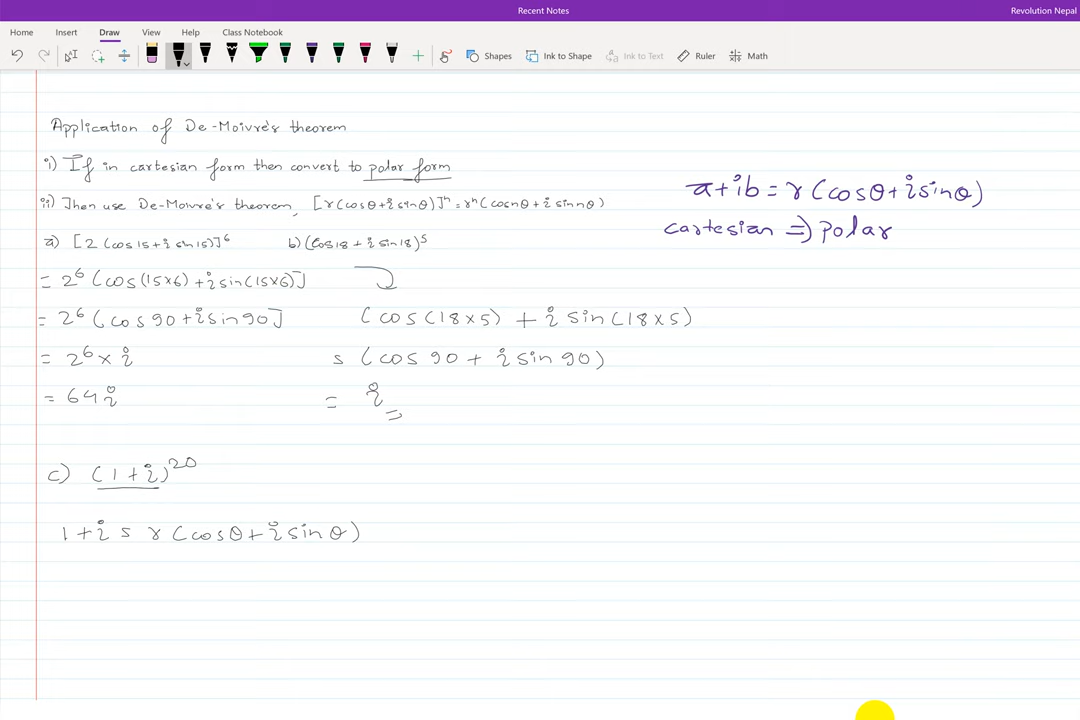 Recent Notes
Revolution Nepal
Home Insert Draw View Help Class Notebook
Shapes Ink to Shape Ink to Text Ruler Math
Application of De-Moivre's theorem
i) If in cartesian form then convert to polar form
ii) Then use De-Moivre's theorem, [r(cosθ+i sinθ)]ⁿ=rⁿ(cosnθ+i sinnθ)
a) [2(cos15+i sin15)]⁶ b) (cos18+i sin18)⁵
= 2⁶(cos(15×6)+i sin(15×6)]
= 2⁶(cos90+i sin90]
= 2⁶×i
= 64i
(cos(18×5) + i sin(18×5)
s (cos 90 + i sin 90)
= i
a+ib=r(cosθ+i sinθ)
cartesian ⇒ polar
c) (1+i)²⁰
1+i s r(cosθ+i sinθ)